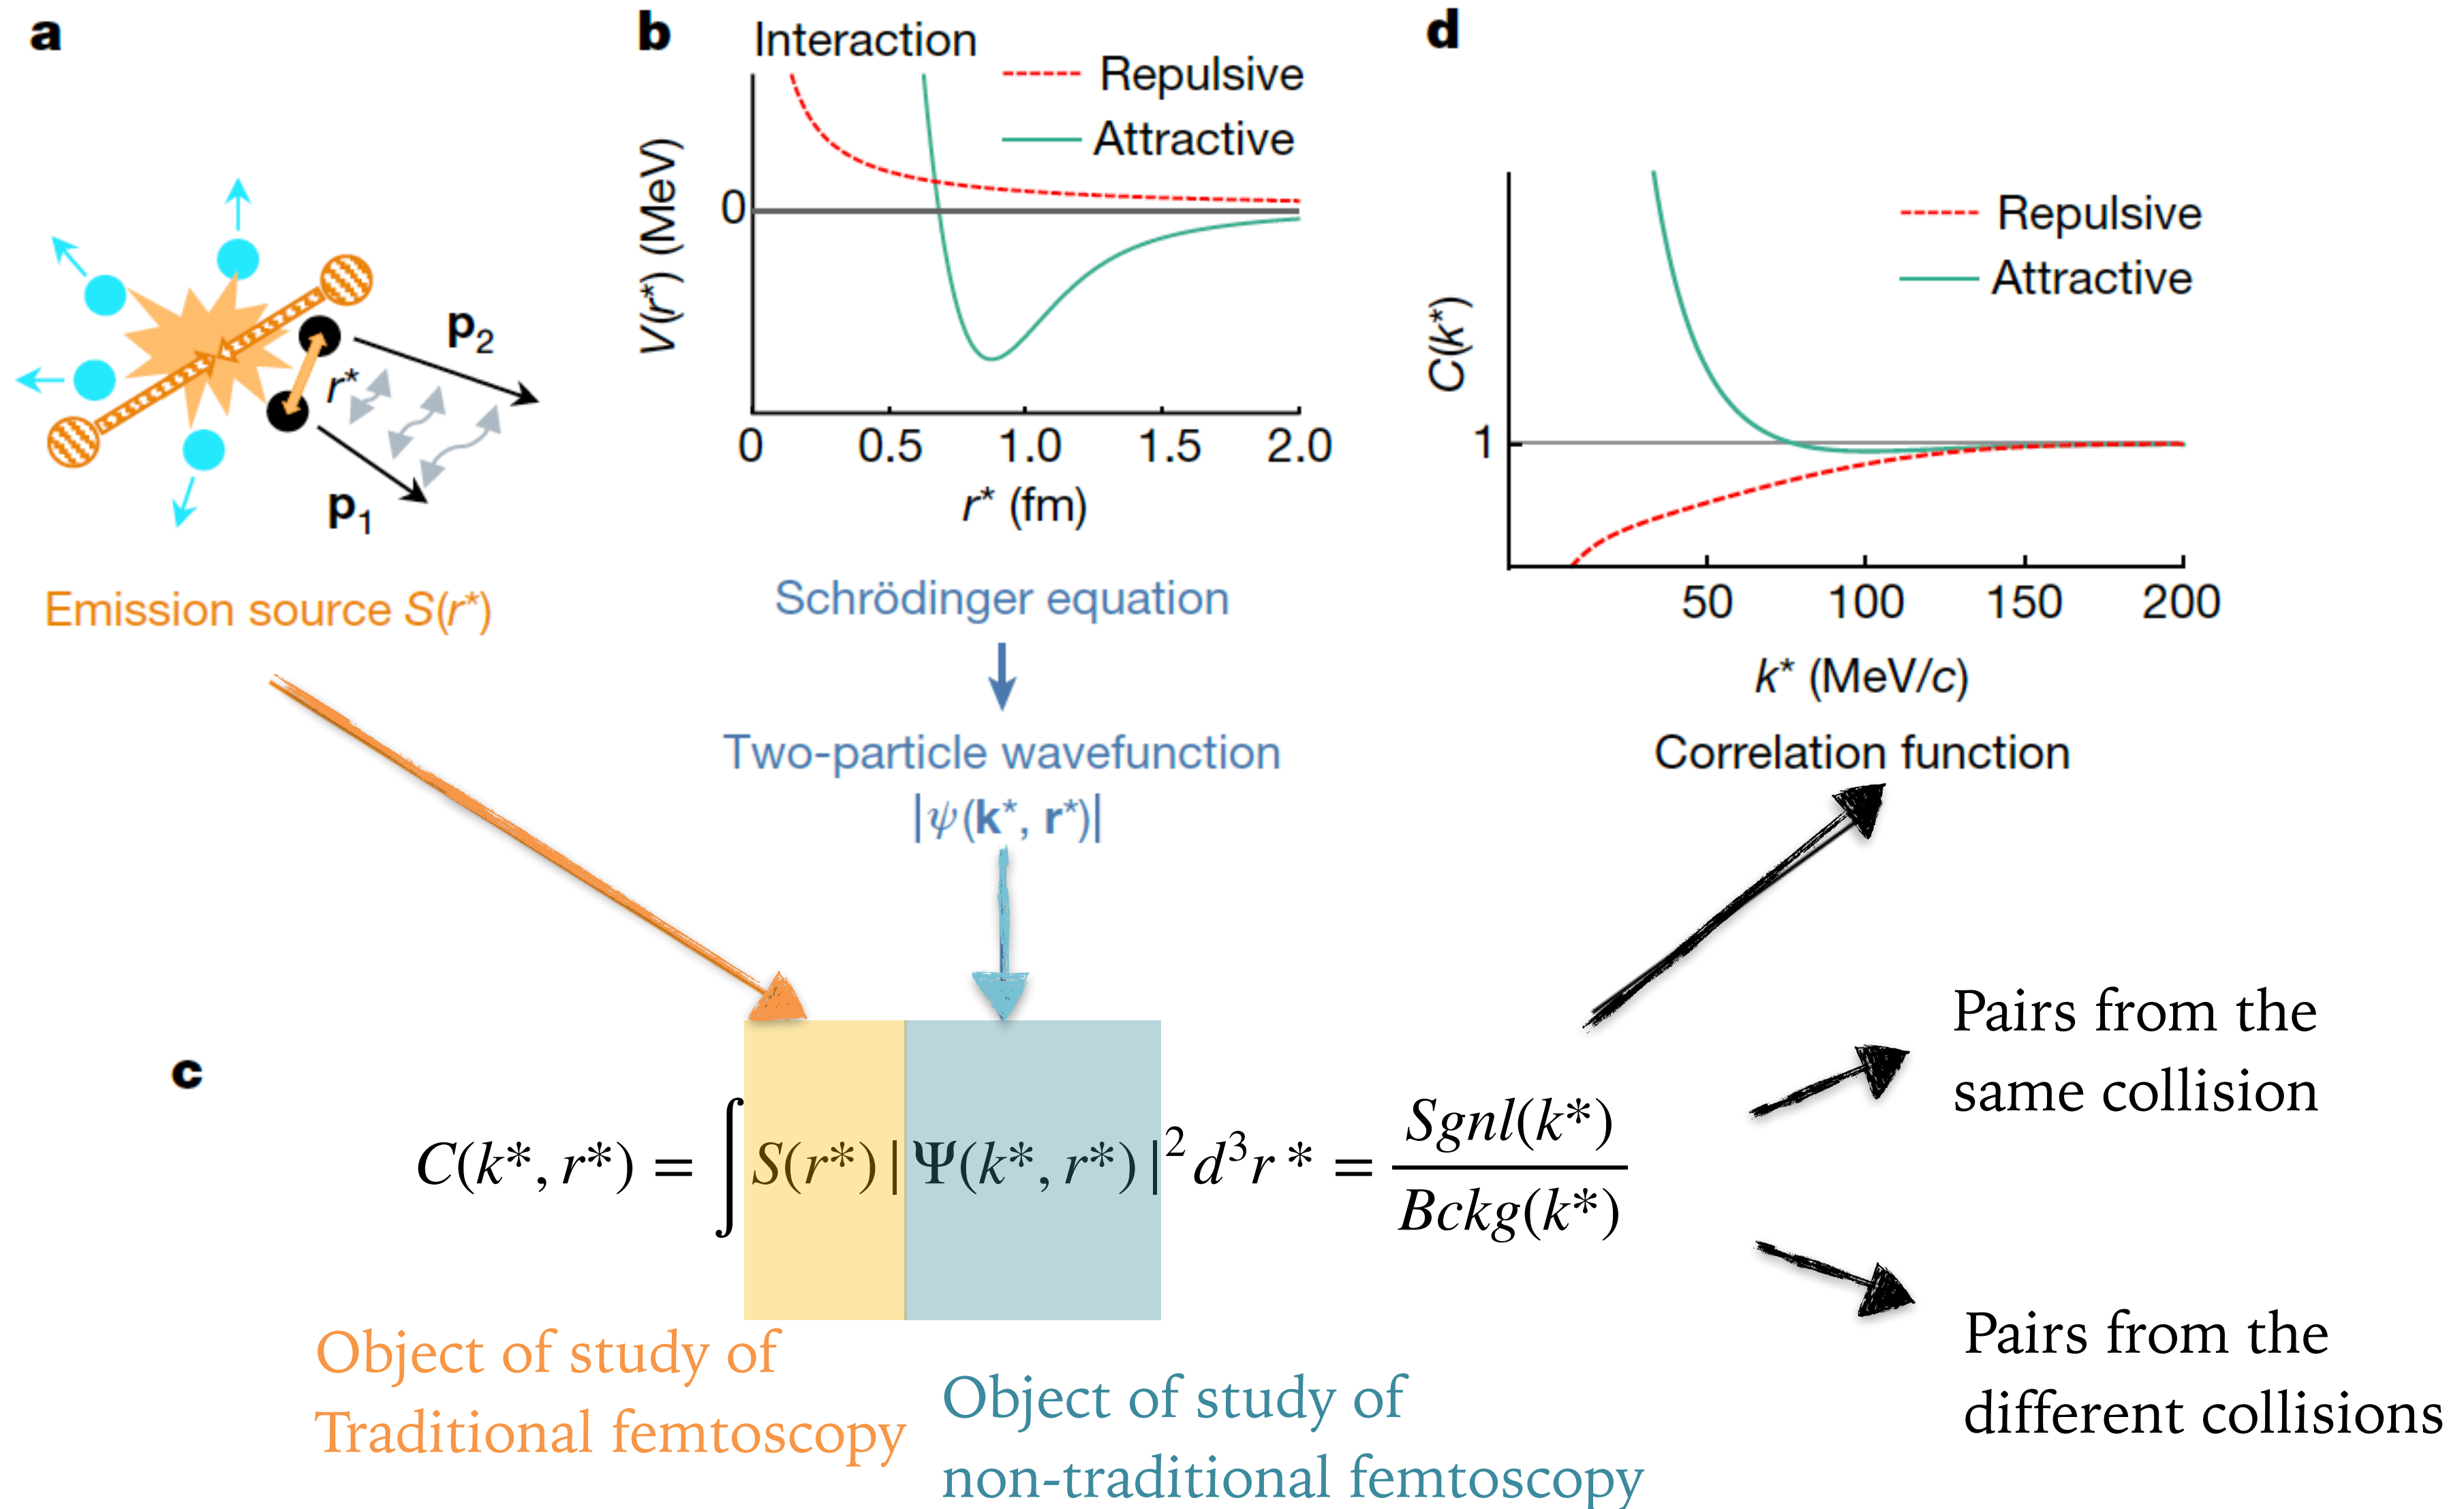 a
r*
p₂
p₁
Emission source S(r*)
b
Interaction
Repulsive
Attractive
V(r*) (MeV)
0
0 0.5 1.0 1.5 2.0
r* (fm)
Schrödinger equation
Two-particle wavefunction
|ψ(k*, r*)|
d
Repulsive
Attractive
C(k*)
1
50 100 150 200
k* (MeV/c)
Correlation function
c
C(k*, r*) = ∫ S(r*) | Ψ(k*, r*) |² d³r * = Sgnl(k*) / Bckg(k*)
Pairs from the
same collision
Pairs from the
different collisions
Object of study of
Traditional femtoscopy
Object of study of
non-traditional femtoscopy